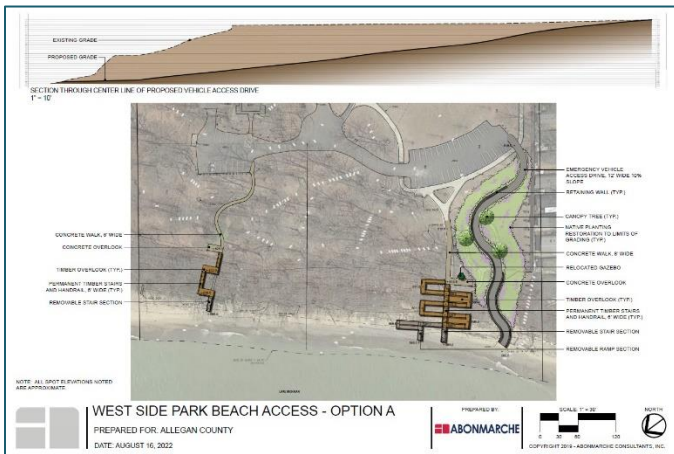 EXISTING GRADE
PROPOSED GRADE
SECTION THROUGH CENTER LINE OF PROPOSED VEHICLE ACCESS DRIVE
1" = 10'
EMERGENCY VEHICLE
ACCESS DRIVE, 12' WIDE 10%
SLOPE
RETAINING WALL (TYP.)
CANOPY TREE (TYP.)
NATIVE PLANTING
RESTORATION TO LIMITS OF
GRADING (TYP.)
CONCRETE WALK, 6' WIDE
RELOCATED GAZEBO
CONCRETE OVERLOOK
TIMBER OVERLOOK (TYP.)
PERMANENT TIMBER STAIRS
AND HANDRAIL, 6' WIDE (TYP.)
REMOVABLE STAIR SECTION
REMOVABLE RAMP SECTION
CONCRETE WALK, 6' WIDE
CONCRETE OVERLOOK
TIMBER OVERLOOK (TYP.)
PERMANENT TIMBER STAIRS
AND HANDRAIL, 6' WIDE (TYP.)
REMOVABLE STAIR SECTION
NOTE: ALL SPOT ELEVATIONS NOTED
ARE APPROXIMATE.
WEST SIDE PARK BEACH ACCESS - OPTION A
PREPARED FOR: ALLEGAN COUNTY
DATE: AUGUST 16, 2022
PREPARED BY:
ABONMARCHE
SCALE: 1" = 30'
NORTH
COPYRIGHT 2019 - ABONMARCHE CONSULTANTS, INC.